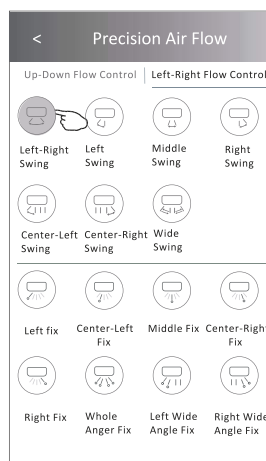 < Precision Air Flow
Up-Down Flow Control Left-Right Flow Control
Left-Right Left Middle Right
Swing Swing Swing Swing
Center-Left Center-Right Wide
Swing Swing Swing
Left fix Center-Left Middle Fix Center-Right
Fix Fix
Right Fix Whole Left Wide Right Wide
Anger Fix Angle Fix Angle Fix